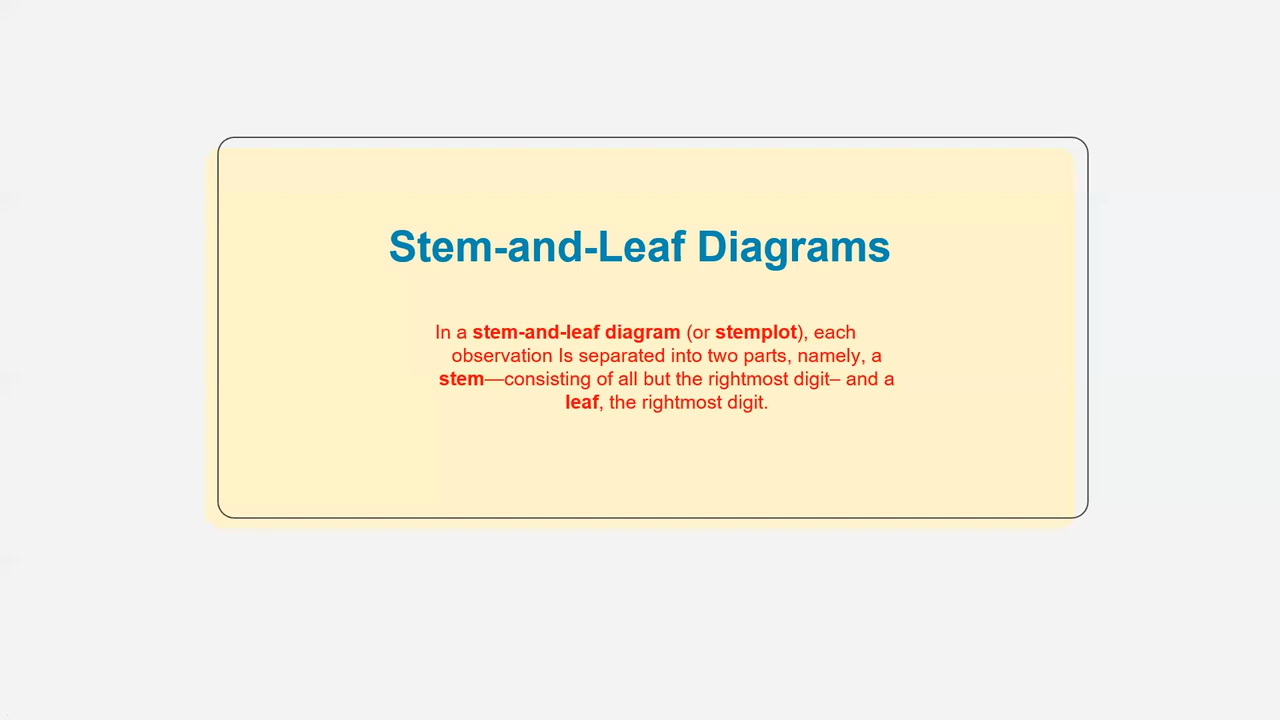 Stem-and-Leaf Diagrams
In a stem-and-leaf diagram (or stemplot), each
observation Is separated into two parts, namely, a
stem—consisting of all but the rightmost digit– and a
leaf, the rightmost digit.